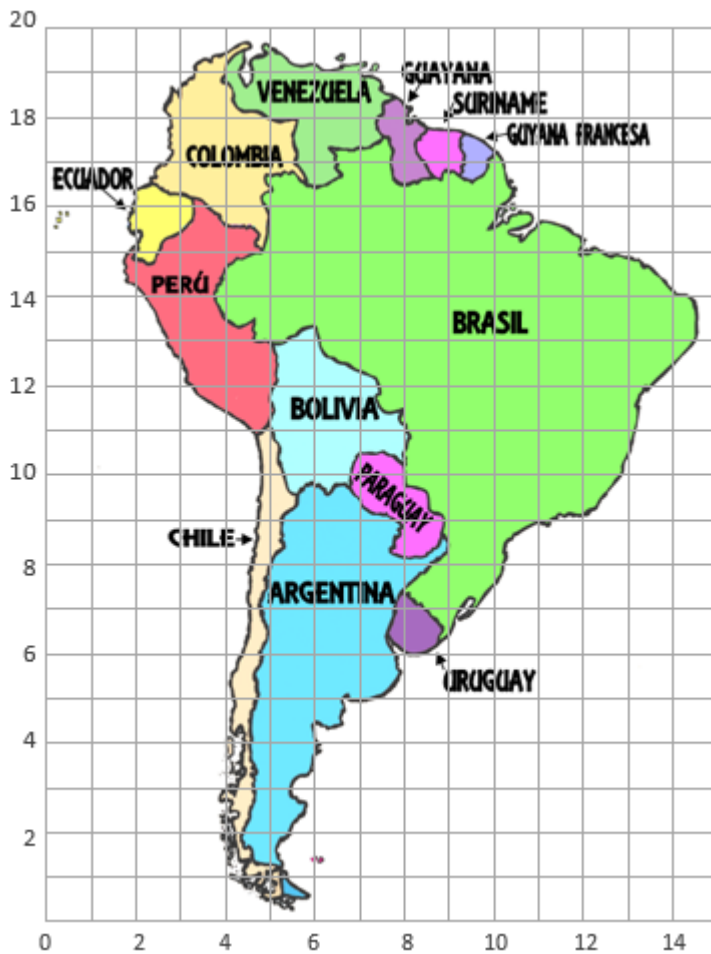 20
18
16
14
12
10
8
6
4
2
0 2 4 6 8 10 12 14
GUAYANA
VENEZUELA
SURINAME
GUYANA FRANCESA
COLOMBIA
ECUADOR
PERÚ
BRASIL
BOLIVIA
PARAGUAY
CHILE
ARGENTINA
URUGUAY